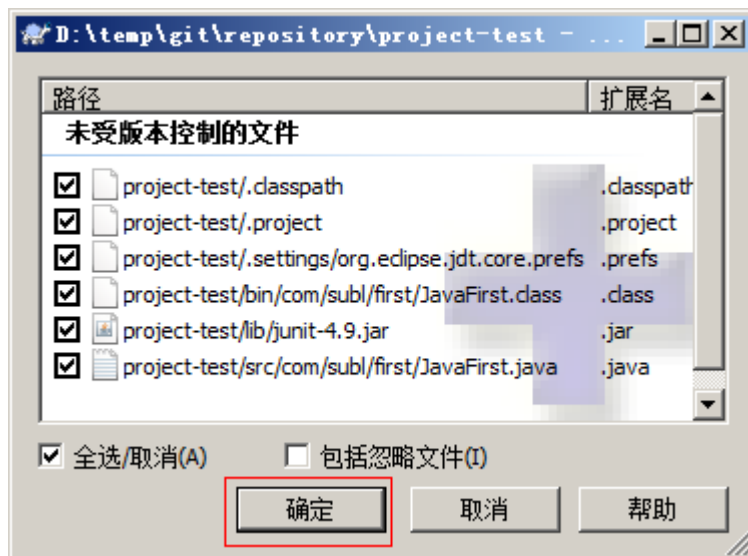 D:\temp\git\repository\project-test - ...
路径 扩展名
未受版本控制的文件
project-test/.classpath .classpath
project-test/.project .project
project-test/.settings/org.eclipse.jdt.core.prefs .prefs
project-test/bin/com/subl/first/JavaFirst.class .class
project-test/lib/junit-4.9.jar .jar
project-test/src/com/subl/first/JavaFirst.java .java
全选/取消(A) 包括忽略文件(I)
确定 取消 帮助